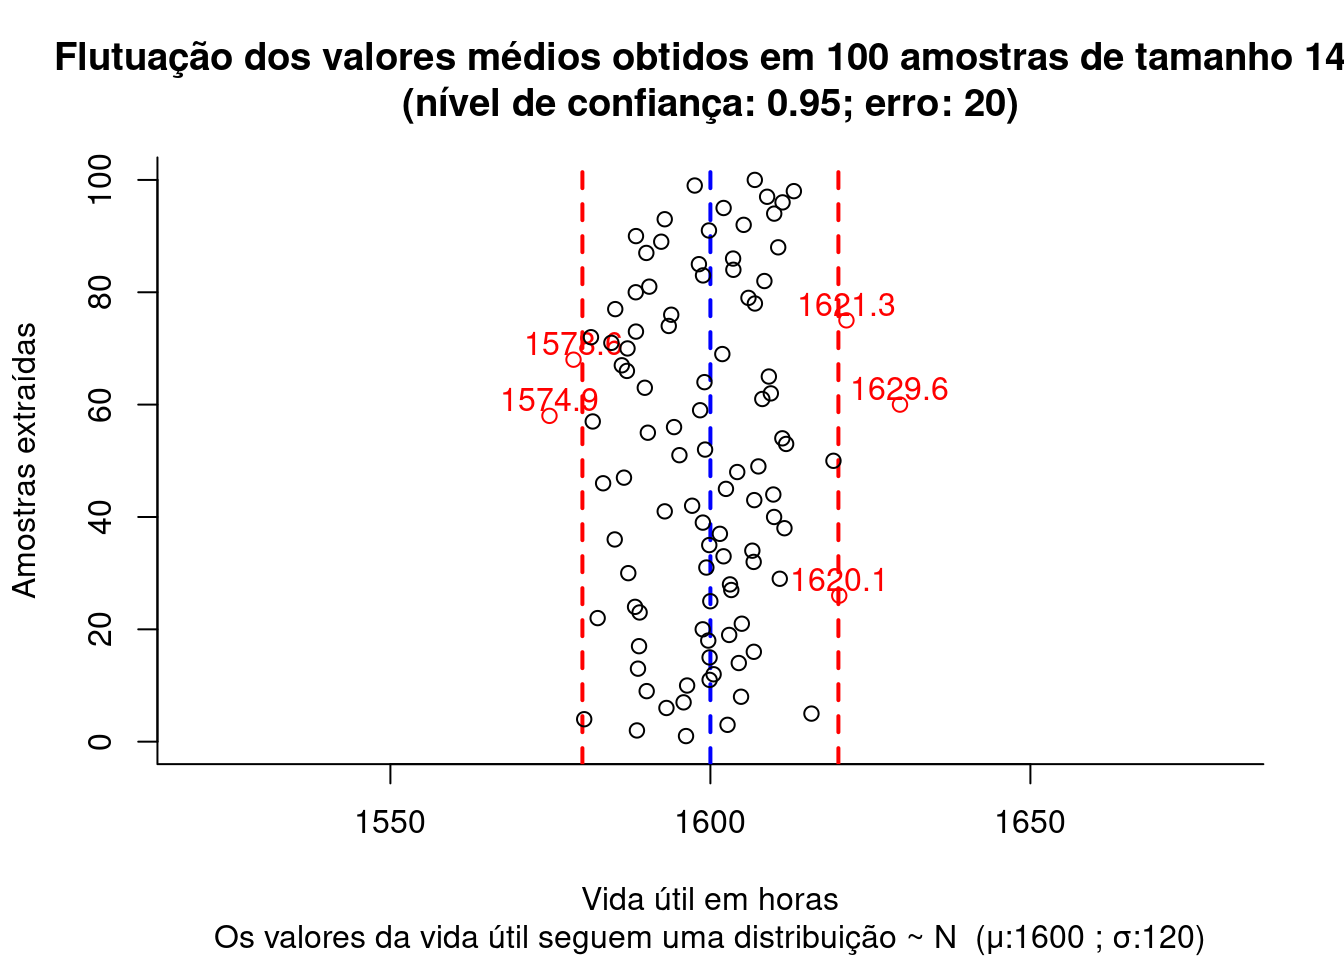 Flutuação dos valores médios obtidos em 100 amostras de tamanho 14
(nível de confiança: 0.95; erro: 20)
Amostras extraídas
100
80
60
40
20
0
1621.3
1578.6
1629.6
1574.9
1620.1
1550
1600
1650
Vida útil em horas
Os valores da vida útil seguem uma distribuição ~ N (μ:1600 ; σ:120)